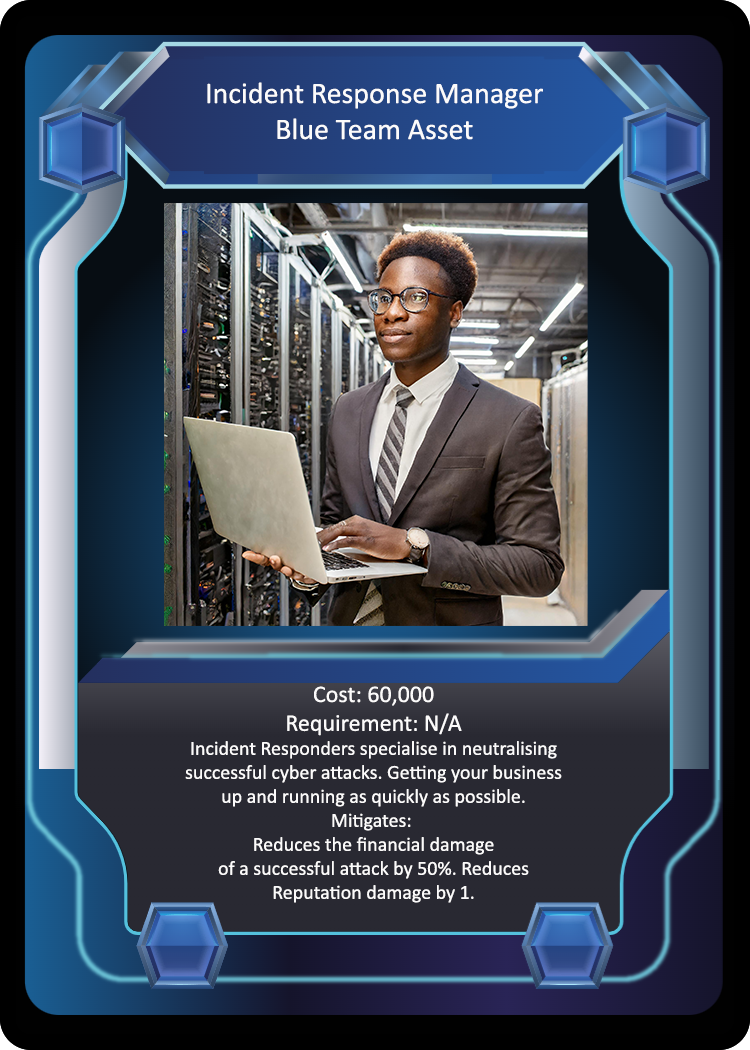 Incident Response Manager
Blue Team Asset
Cost: 60,000
Requirement: N/A
Incident Responders specialise in neutralising
successful cyber attacks. Getting your business
up and running as quickly as possible.
Mitigates:
Reduces the financial damage
of a successful attack by 50%. Reduces
Reputation damage by 1.